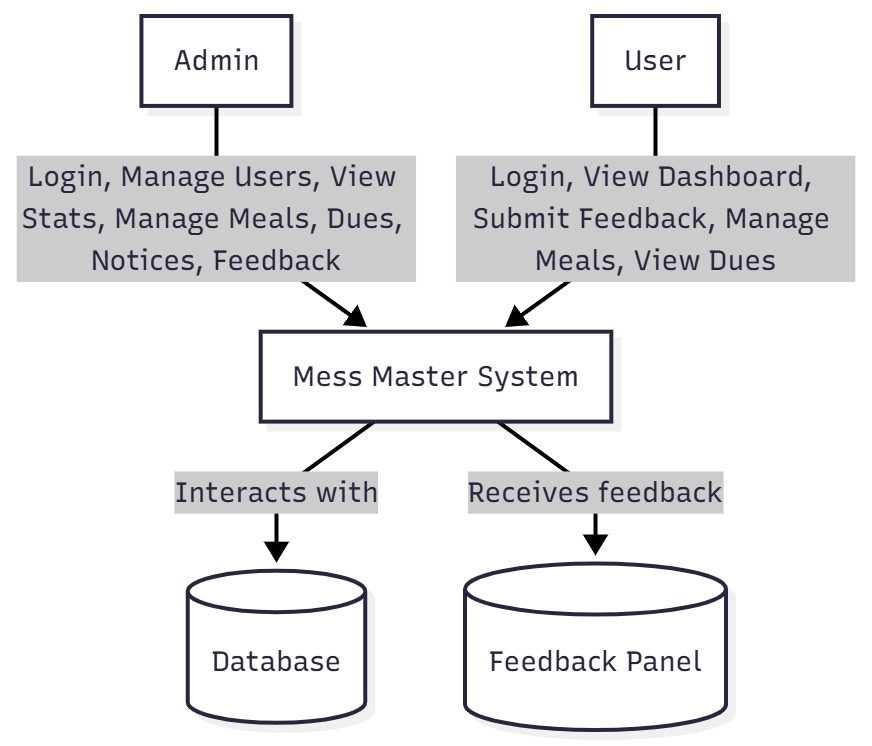 Admin
User
Login, Manage Users, View
Stats, Manage Meals, Dues,
Notices, Feedback
Login, View Dashboard,
Submit Feedback, Manage
Meals, View Dues
Mess Master System
Interacts with
Receives feedback
Database
Feedback Panel